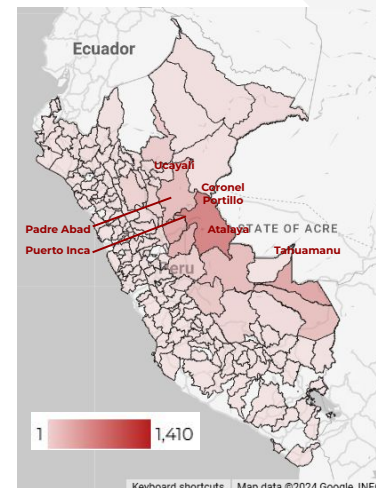 Ecuador
Ucayali
Coronel
Portillo
Padre Abad
Atalaya
STATE OF ACRE
Puerto Inca
Tahuamanu
Peru
1
1,410
Keyboard shortcuts
Map data ©2024 Google, INE